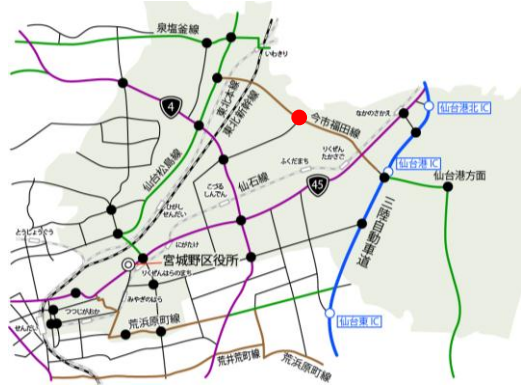 泉塩釜線
いわきり
4
東北本線
東北新幹線
今市福田線
なかのさかえ
仙台港北IC
仙台松島線
りくぜん
たかさご
ふくだまち
仙台港IC
こづる
しんでん
仙石線
45
仙台港方面
ひがし
せんだい
とうしょうぐう
三陸自動車道
にがたけ
宮城野区役所
りくぜんはらのまち
みやぎのはら
つつじがおか
仙台東IC
せんだい
荒浜原町線
荒井荒町線
荒浜原町線